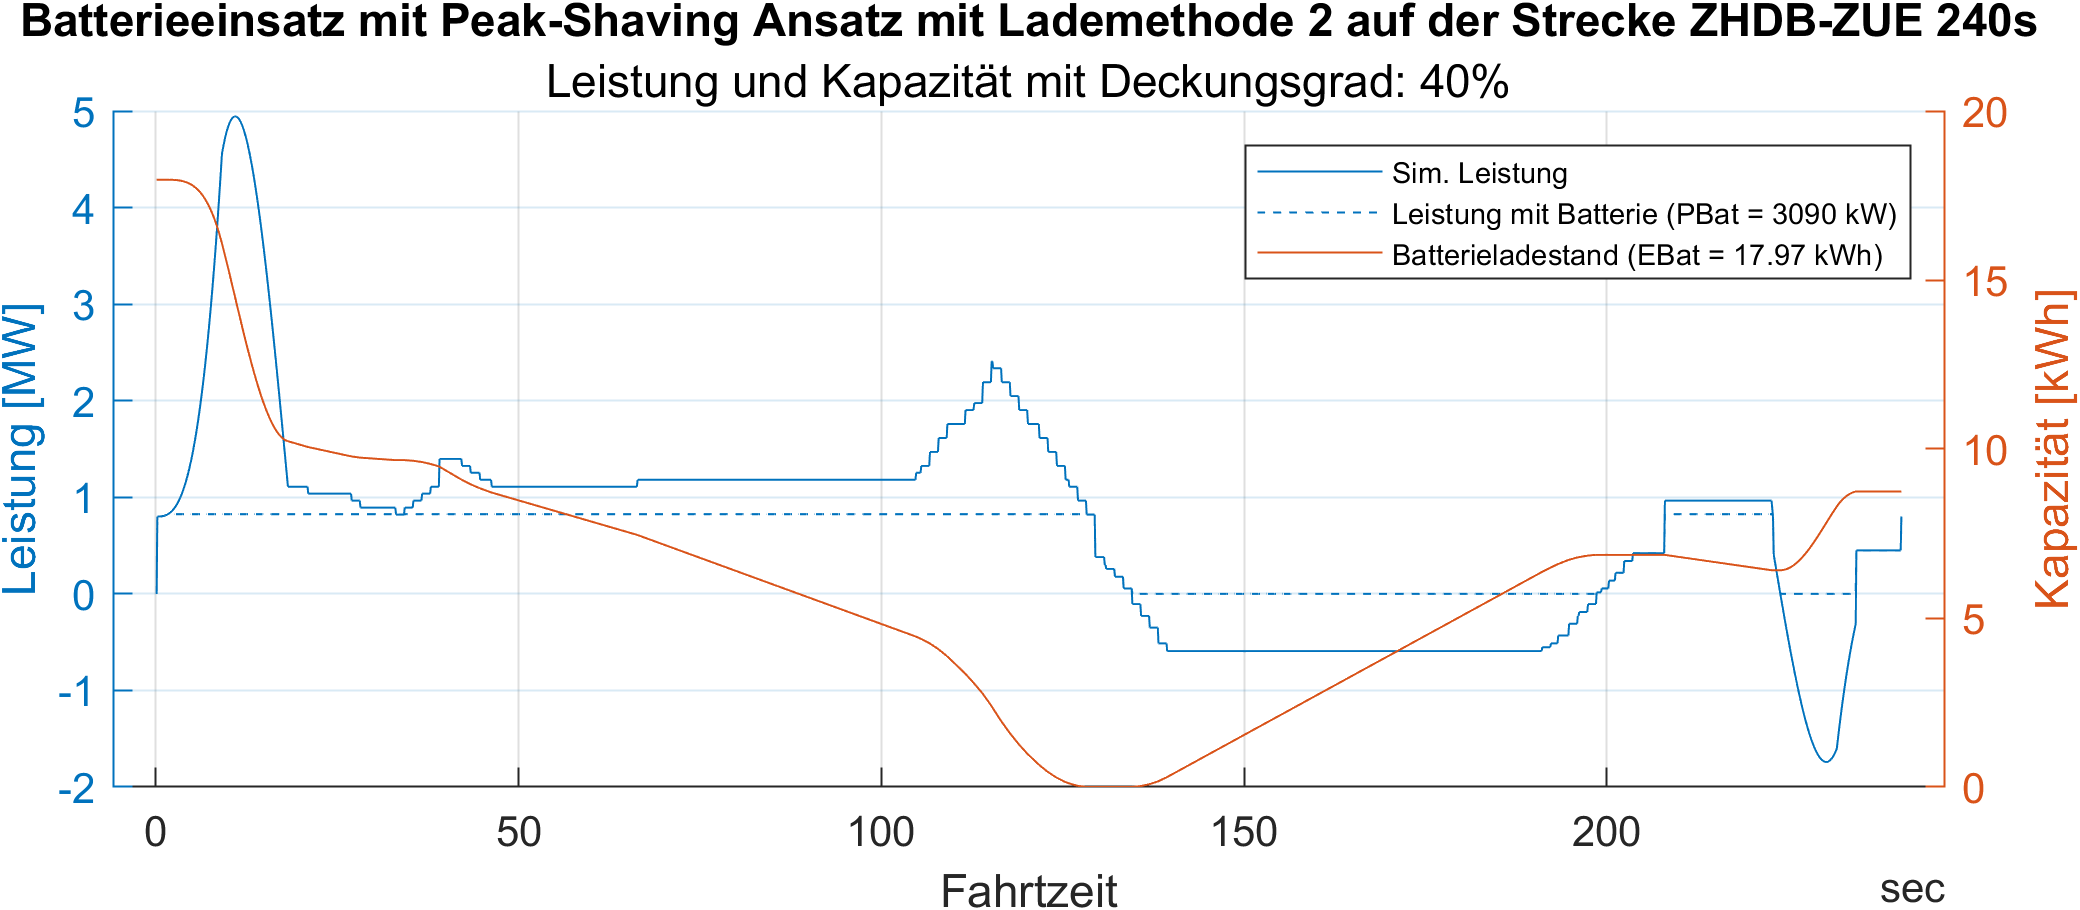 Batterieeinsatz mit Peak-Shaving Ansatz mit Lademethode 2 auf der Strecke ZHDB-ZUE 240s
Leistung und Kapazität mit Deckungsgrad: 40%
5
4
3
2
1
0
-1
-2
Leistung [MW]
20
15
10
5
0
Kapazität [kWh]
Sim. Leistung
Leistung mit Batterie (PBat = 3090 kW)
Batterieladestand (EBat = 17.97 kWh)
0 50 100 150 200
Fahrtzeit sec